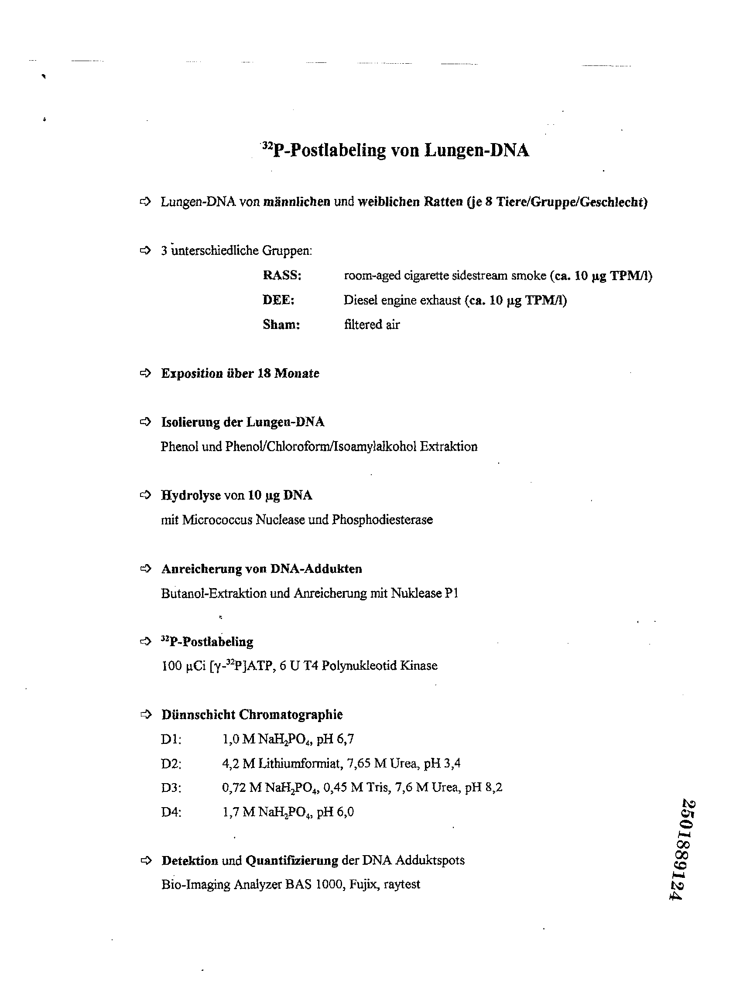 ³²P-Postlabeling von Lungen-DNA
⇨ Lungen-DNA von männlichen und weiblichen Ratten (je 8 Tiere/Gruppe/Geschlecht)
⇨ 3 unterschiedliche Gruppen:
RASS: room-aged cigarette sidestream smoke (ca. 10 µg TPM/l)
DEE: Diesel engine exhaust (ca. 10 µg TPM/l)
Sham: filtered air
⇨ Exposition über 18 Monate
⇨ Isolierung der Lungen-DNA
Phenol und Phenol/Chloroform/Isoamylalkohol Extraktion
⇨ Hydrolyse von 10 µg DNA
mit Micrococcus Nuclease und Phosphodiesterase
⇨ Anreicherung von DNA-Addukten
Butanol-Extraktion und Anreicherung mit Nuklease P1
⇨ ³²P-Postlabeling
100 µCi [γ-³²P]ATP, 6 U T4 Polynukleotid Kinase
⇨ Dünnschicht Chromatographie
D1: 1,0 M NaH₂PO₄, pH 6,7
D2: 4,2 M Lithiumformiat, 7,65 M Urea, pH 3,4
D3: 0,72 M NaH₂PO₄, 0,45 M Tris, 7,6 M Urea, pH 8,2
D4: 1,7 M NaH₂PO₄, pH 6,0
⇨ Detektion und Quantifizierung der DNA Adduktspots
Bio-Imaging Analyzer BAS 1000, Fujix, raytest
2501889124